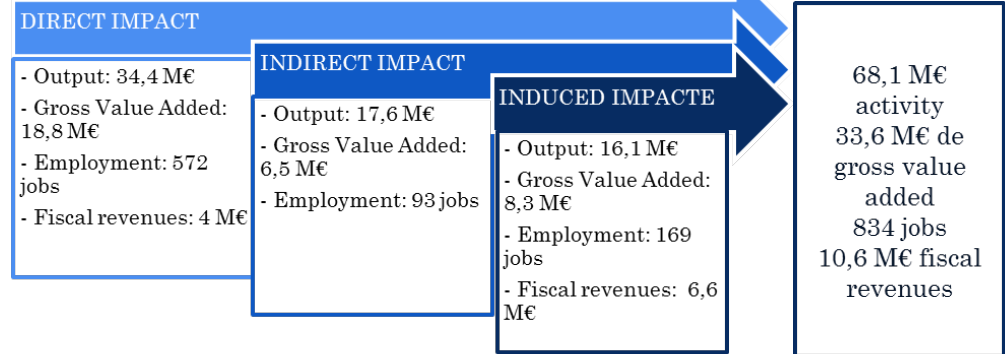 DIRECT IMPACT
- Output: 34,4 M€
- Gross Value Added:
18,8 M€
- Employment: 572
jobs
- Fiscal revenues: 4 M€
INDIRECT IMPACT
- Output: 17,6 M€
- Gross Value Added:
6,5 M€
- Employment: 93 jobs
INDUCED IMPACTE
- Output: 16,1 M€
- Gross Value Added:
8,3 M€
- Employment: 169
jobs
- Fiscal revenues: 6,6
M€
68,1 M€
activity
33,6 M€ de
gross value
added
834 jobs
10,6 M€ fiscal
revenues